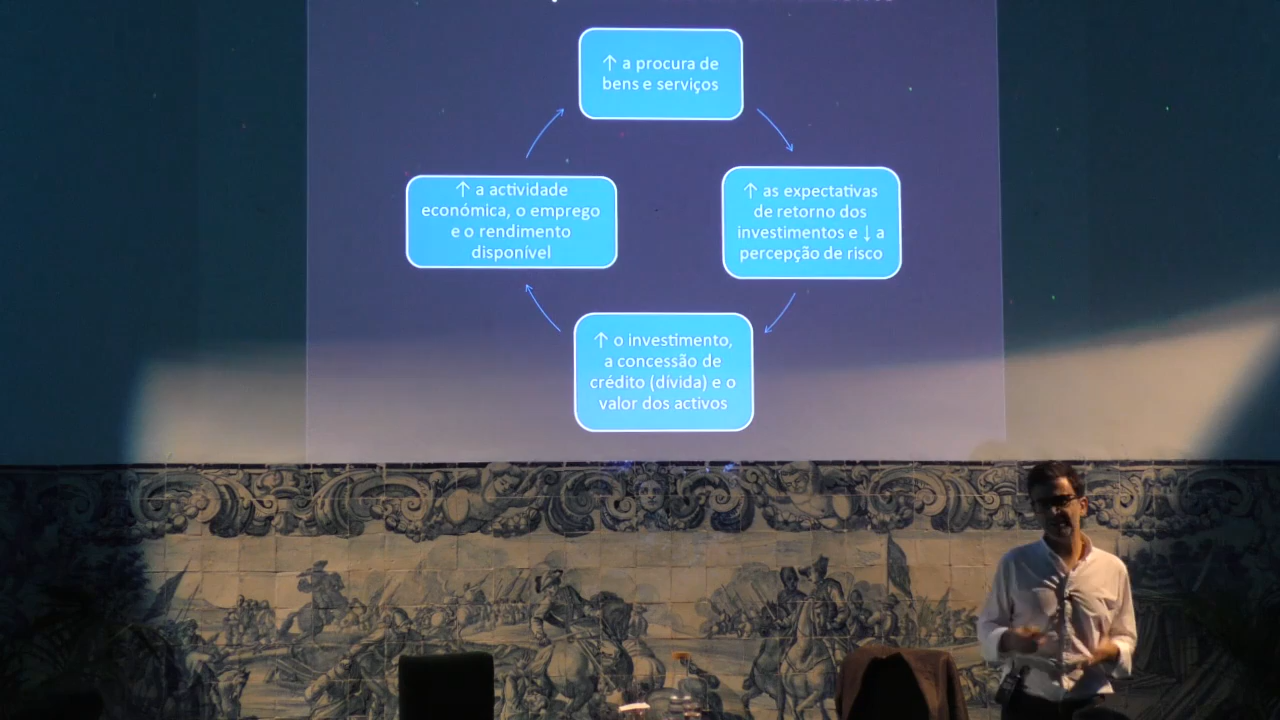 ↑ a procura de
bens e serviços
↑ as expectativas
de retorno dos
investimentos e ↓ a
percepção de risco
↑ o investimento,
a concessão de
crédito (dívida) e o
valor dos activos
↑ a actividade
económica, o emprego
e o rendimento
disponível